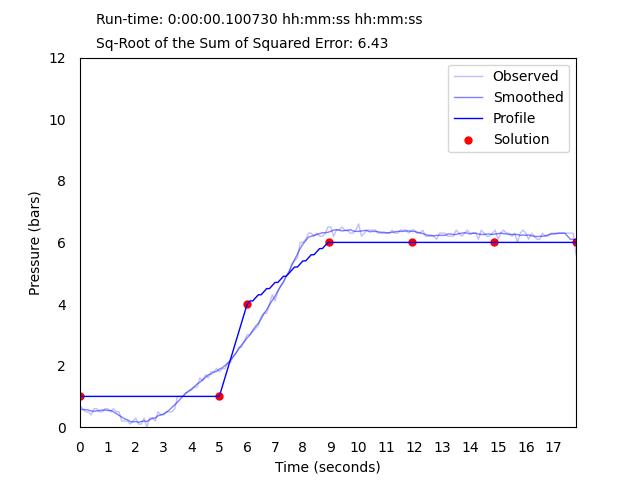 Run-time: 0:00:00.100730 hh:mm:ss hh:mm:ss
Sq-Root of the Sum of Squared Error: 6.43
Observed
Smoothed
Profile
Solution
Pressure (bars)
12
10
8
6
4
2
0
0 1 2 3 4 5 6 7 8 9 10 11 12 13 14 15 16 17
Time (seconds)